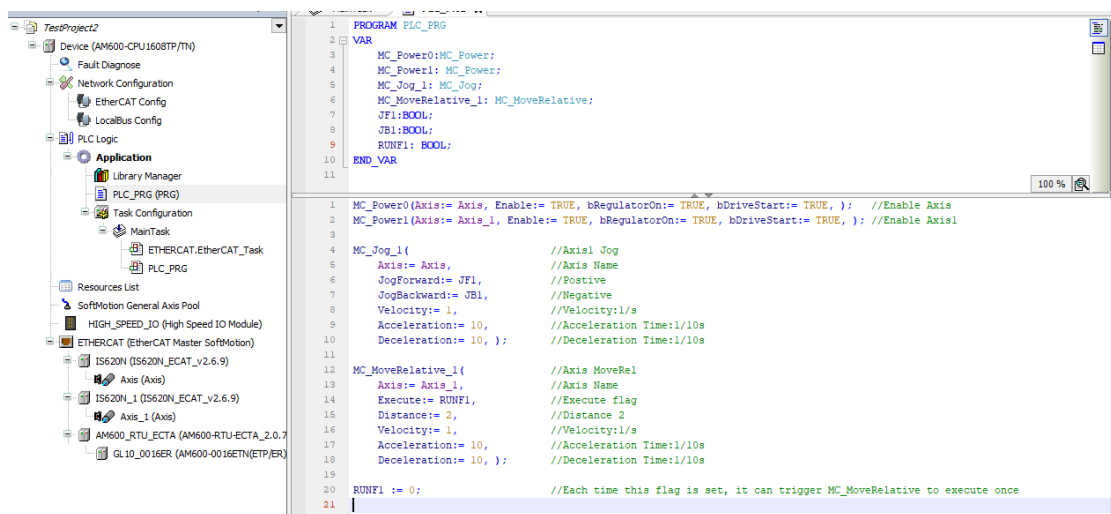 TestProject2
Device (AM600-CPU1608TP/TN)
Fault Diagnose
Network Configuration
EtherCAT Config
LocalBus Config
PLC Logic
Application
Library Manager
PLC_PRG (PRG)
Task Configuration
MainTask
ETHERCAT.EtherCAT_Task
PLC_PRG
Resources List
SoftMotion General Axis Pool
HIGH_SPEED_IO (High Speed IO Module)
ETHERCAT (EtherCAT Master SoftMotion)
IS620N (IS620N_ECAT_v2.6.9)
Axis (Axis)
IS620N_1 (IS620N_ECAT_v2.6.9)
Axis_1 (Axis)
AM600_RTU_ECTA (AM600-RTU-ECTA_2.0.7
GL10_0016ER (AM600-0016ETN(ETP/ER)
1 PROGRAM PLC_PRG
2 VAR
3 MC_Power0:MC_Power;
4 MC_Power1: MC_Power;
5 MC_Jog_1: MC_Jog;
6 MC_MoveRelative_1: MC_MoveRelative;
7 JF1:BOOL;
8 JB1:BOOL;
9 RUNF1: BOOL;
10 END_VAR
11
100 %
1 MC_Power0(Axis:= Axis, Enable:= TRUE, bRegulatorOn:= TRUE, bDriveStart:= TRUE, ); //Enable Axis
2 MC_Power1(Axis:= Axis_1, Enable:= TRUE, bRegulatorOn:= TRUE, bDriveStart:= TRUE, ); //Enable Axis1
3
4 MC_Jog_1( //Axis1 Jog
5 Axis:= Axis, //Axis Name
6 JogForward:= JF1, //Postive
7 JogBackward:= JB1, //Negative
8 Velocity:= 1, //Velocity:1/s
9 Acceleration:= 10, //Acceleration Time:1/10s
10 Deceleration:= 10, ); //Deceleration Time:1/10s
11
12 MC_MoveRelative_1( //Axis MoveRel
13 Axis:= Axis_1, //Axis Name
14 Execute:= RUNF1, //Execute flag
15 Distance:= 2, //Distance 2
16 Velocity:= 1, //Velocity:1/s
17 Acceleration:= 10, //Acceleration Time:1/10s
18 Deceleration:= 10, ); //Deceleration Time:1/10s
19
20 RUNF1 := 0; //Each time this flag is set, it can trigger MC_MoveRelative to execute once
21